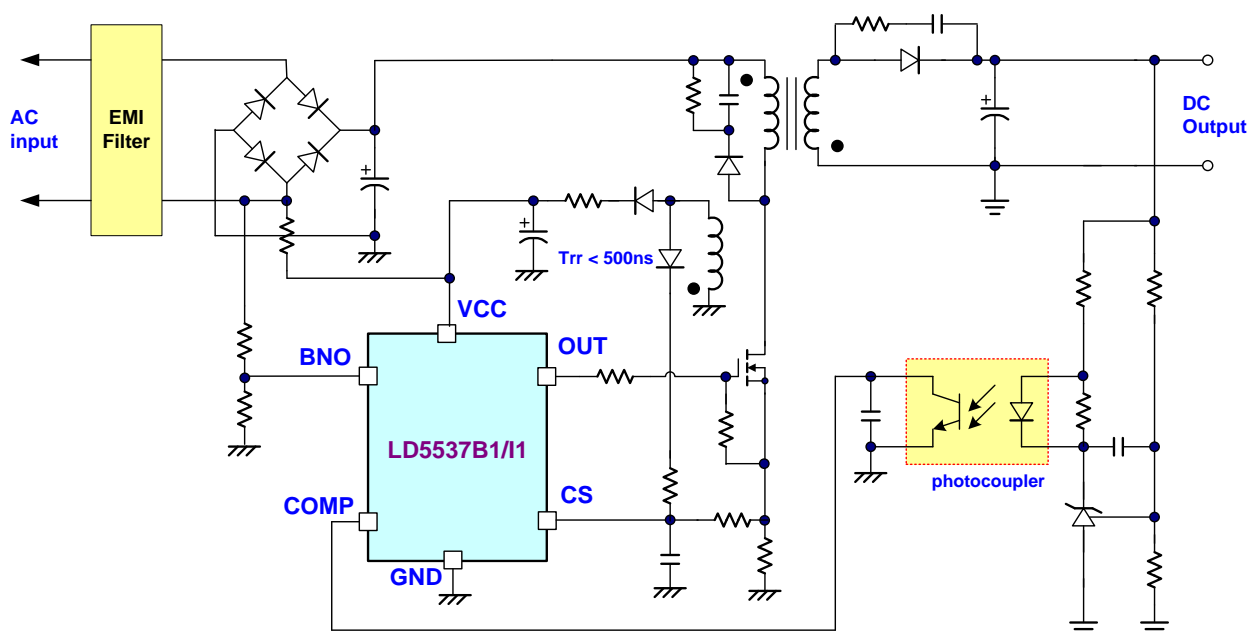 AC
input
EMI
Filter
DC
Output
+
+
+
Trr < 500ns
VCC
BNO
OUT
LD5537B1/I1
COMP
CS
GND
photocoupler